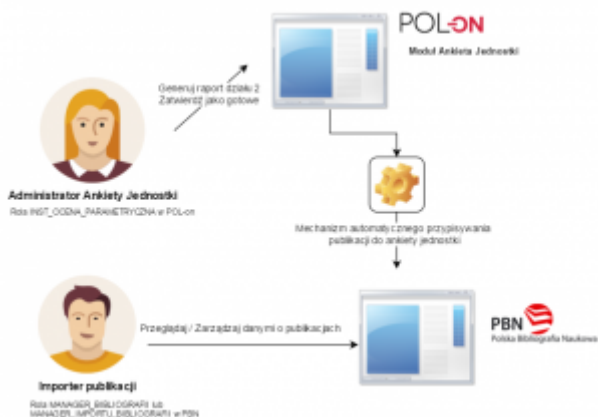 POL-on
Moduł Ankieta Jednostki
Generuj raport działu 2
Zatwierdź jako gotowe
Administrator Ankiety Jednostki
Rola INST_OCENA_PARAMETRYCZNA w POL-on
Mechanizm automatycznego przypisywania
publikacji do ankiety jednostki
PBN
Polska Bibliografia Naukowa
Przeglądaj / Zarządzaj danymi o publikacjach
Importer publikacji
Rola MANAGER_BIBLIOGRAFII lub
MANAGER_IMPORTU_BIBLIOGRAFII w PBN